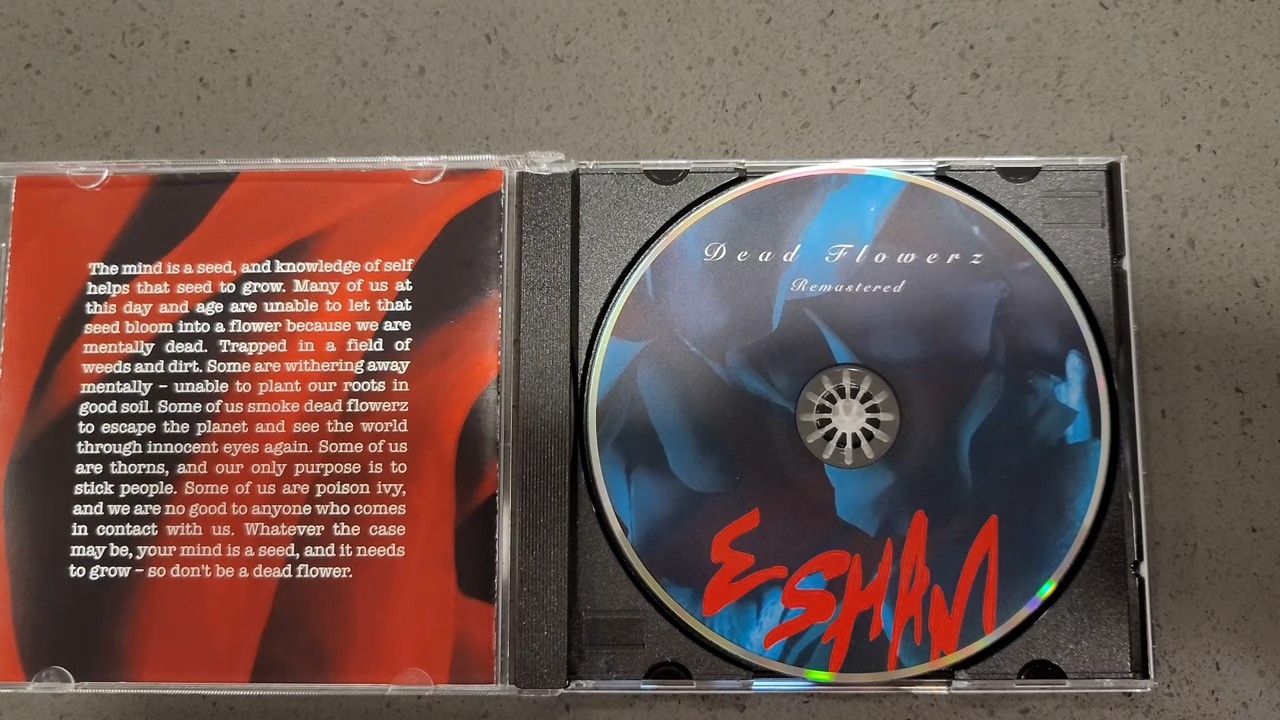 The mind is a seed, and knowledge of self
helps that seed to grow. Many of us at
this day and age are unable to let that
seed bloom into a flower because we are
mentally dead. Trapped in a field of
weeds and dirt. Some are withering away
mentally – unable to plant our roots in
good soil. Some of us smoke dead flowerz
to escape the planet and see the world
through innocent eyes again. Some of us
are thorns, and our only purpose is to
stick people. Some of us are poison ivy,
and we are no good to anyone who comes
in contact with us. Whatever the case
may be, your mind is a seed, and it needs
to grow – so don't be a dead flower.
Dead Flowerz
Remastered
ESHAM